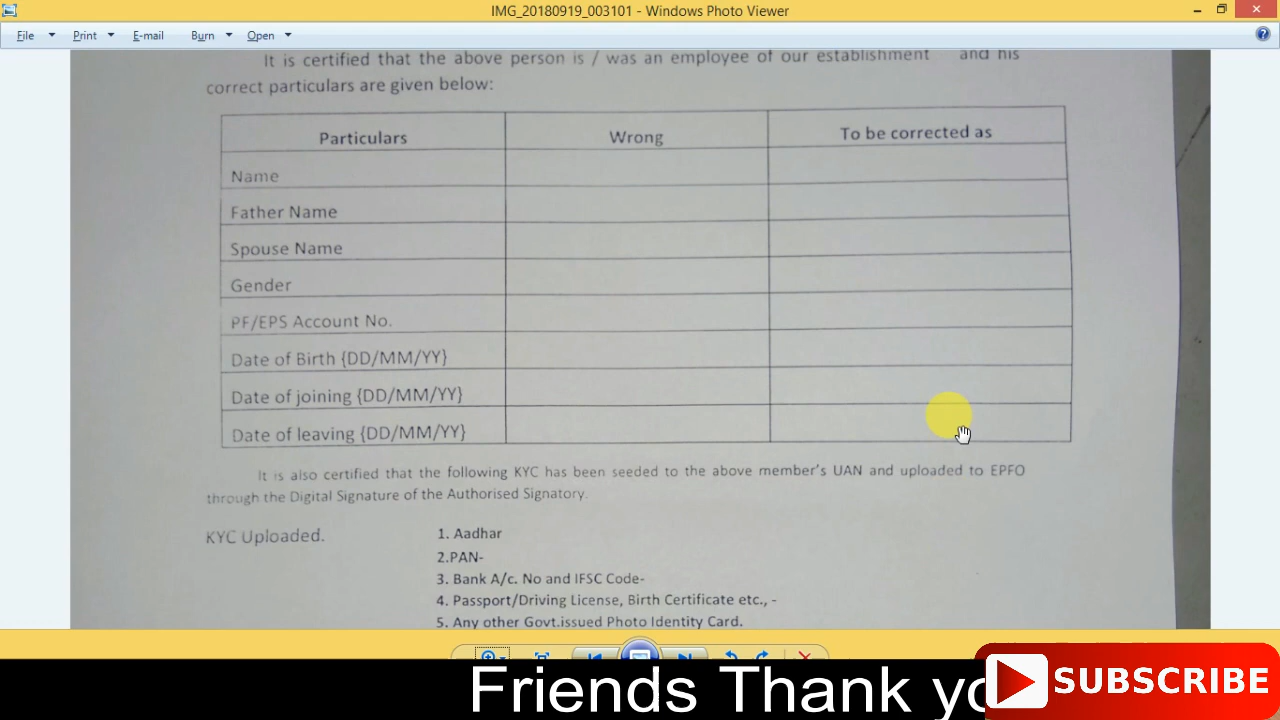 IMG_20180919_003101 - Windows Photo Viewer
File Print E-mail Burn Open
It is certified that the above person is / was an employee of our establishment and his
correct particulars are given below:
Particulars Wrong To be corrected as
Name
Father Name
Spouse Name
Gender
PF/EPS Account No.
Date of Birth {DD/MM/YY}
Date of joining {DD/MM/YY}
Date of leaving {DD/MM/YY}
It is also certified that the following KYC has been seeded to the above member's UAN and uploaded to EPFO
through the Digital Signature of the Authorised Signatory.
KYC Uploaded. 1. Aadhar
2.PAN-
3. Bank A/c. No and IFSC Code-
4. Passport/Driving License, Birth Certificate etc., -
5. Any other Govt.issued Photo Identity Card.
Friends Thank
SUBSCRIBE